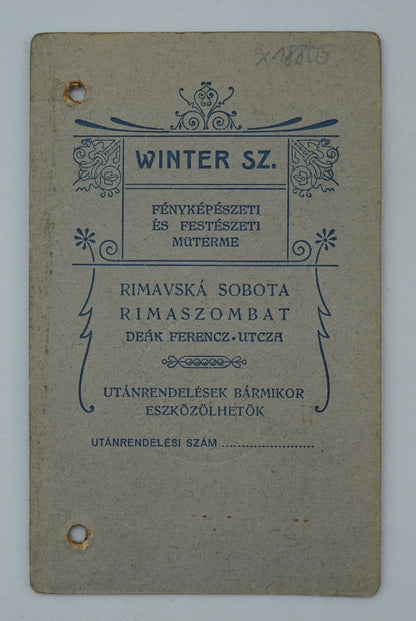 WINTER SZ.
FÉNYKÉPÉSZETI
ÉS FESTÉSZETI
MŰTERME
RIMAVSKÁ SOBOTA
RIMASZOMBAT
DEÁK FERENCZ-UTCZA
UTÁNRENDELÉSEK BÁRMIKOR
ESZKÖZÖLHETŐK
UTÁNRENDELÉSI SZÁM